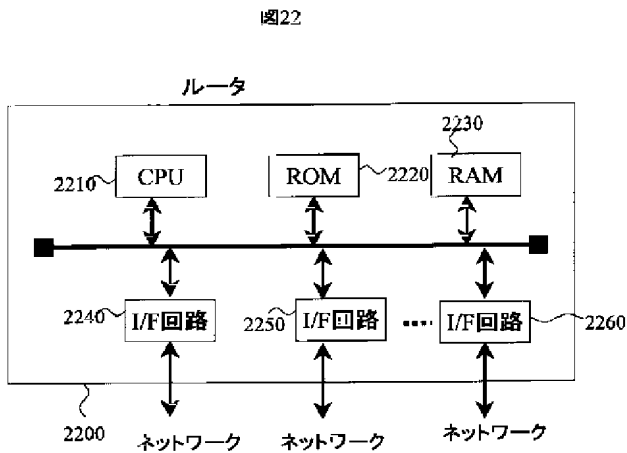 図22
ルータ
2210 CPU
ROM 2220
2230
RAM
2240 I/F回路
2250 I/F回路
I/F回路 2260
2200
ネットワーク
ネットワーク
ネットワーク